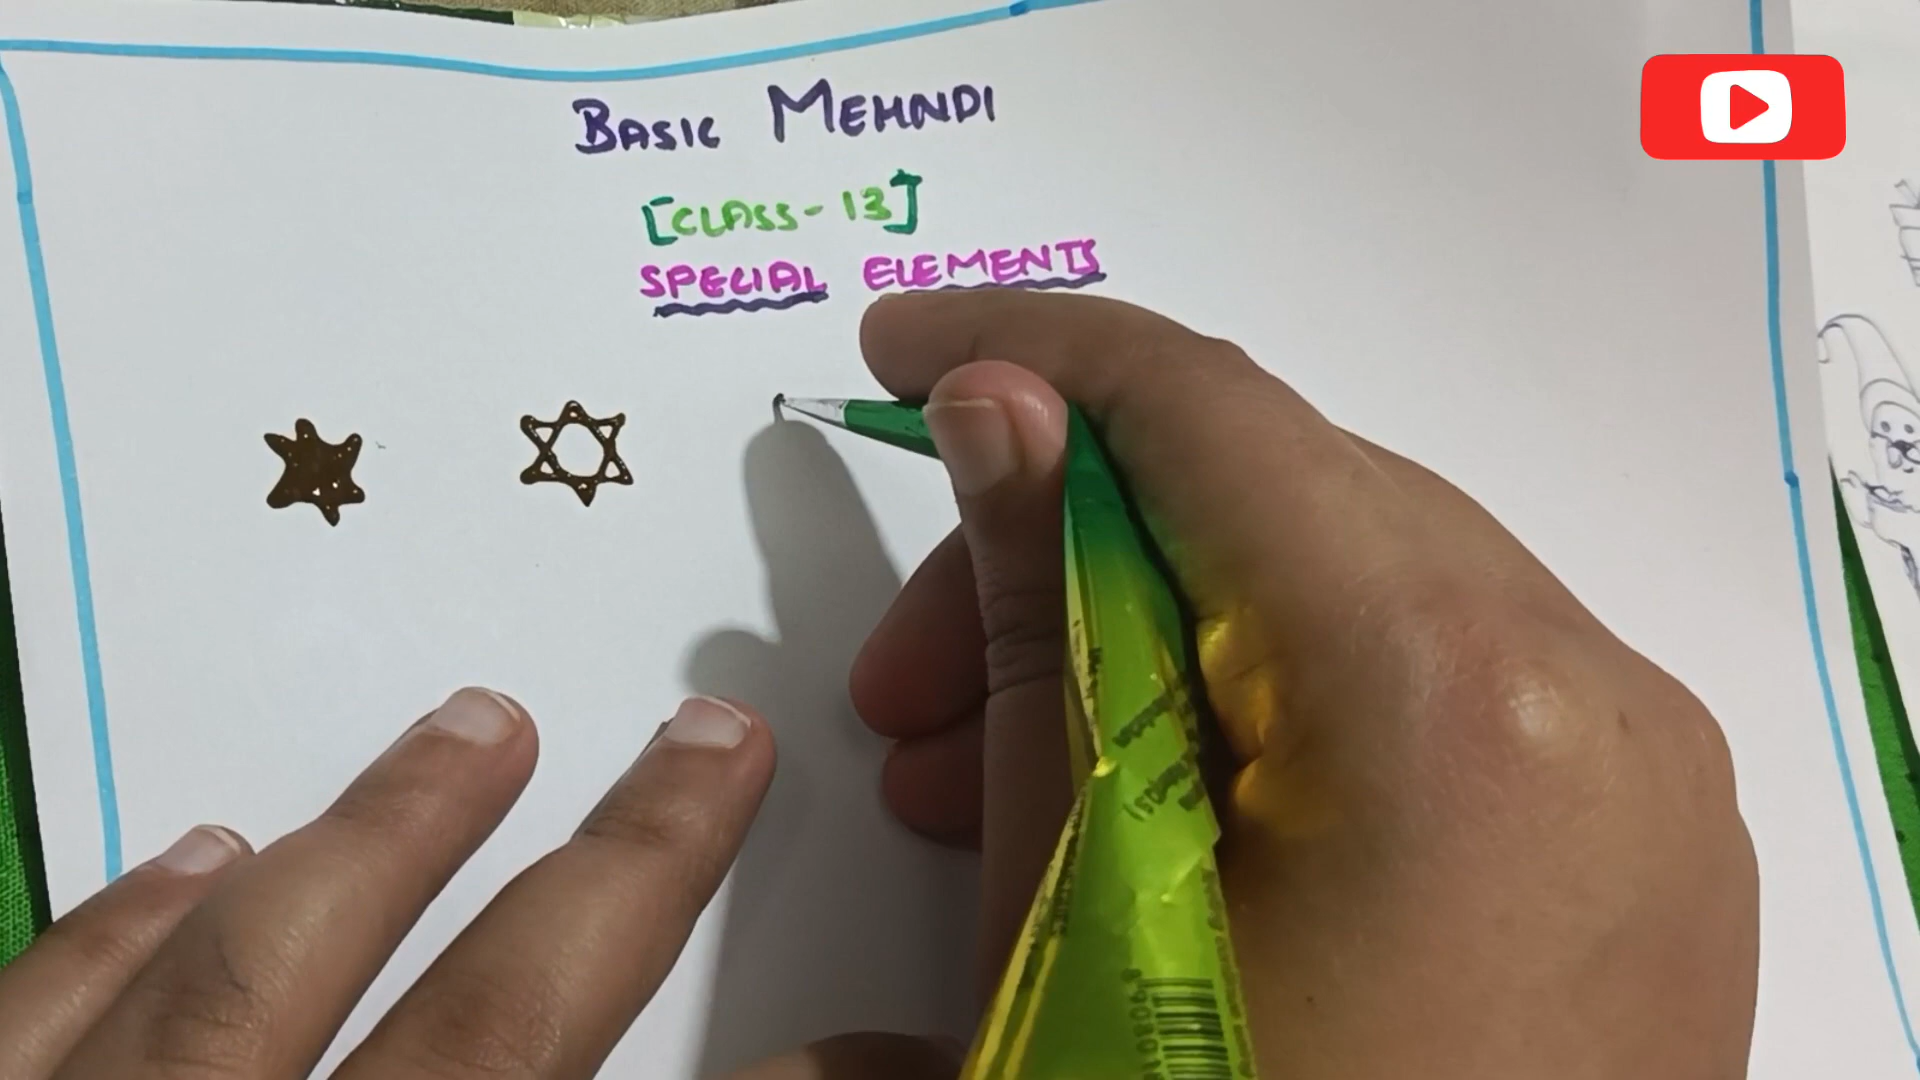 BASIC MEHNDI
[CLASS-13]
SPECIAL ELEMENTS